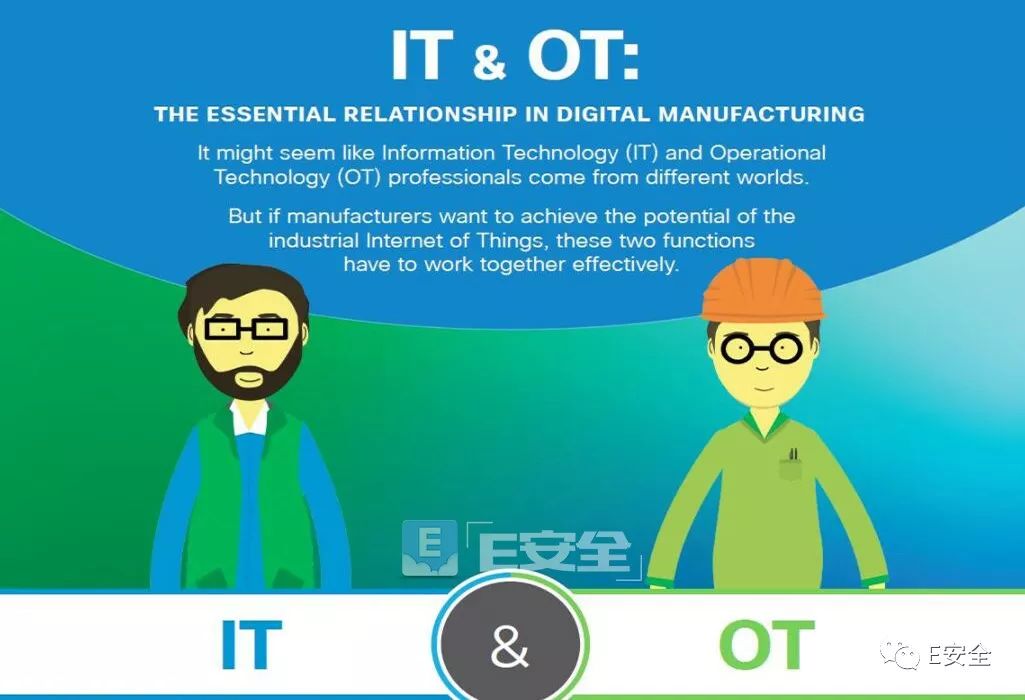 IT & OT:
THE ESSENTIAL RELATIONSHIP IN DIGITAL MANUFACTURING
It might seem like Information Technology (IT) and Operational
Technology (OT) professionals come from different worlds.
But if manufacturers want to achieve the potential of the
industrial Internet of Things, these two functions
have to work together effectively.
E
「E安全」
IT
&
OT
E安全